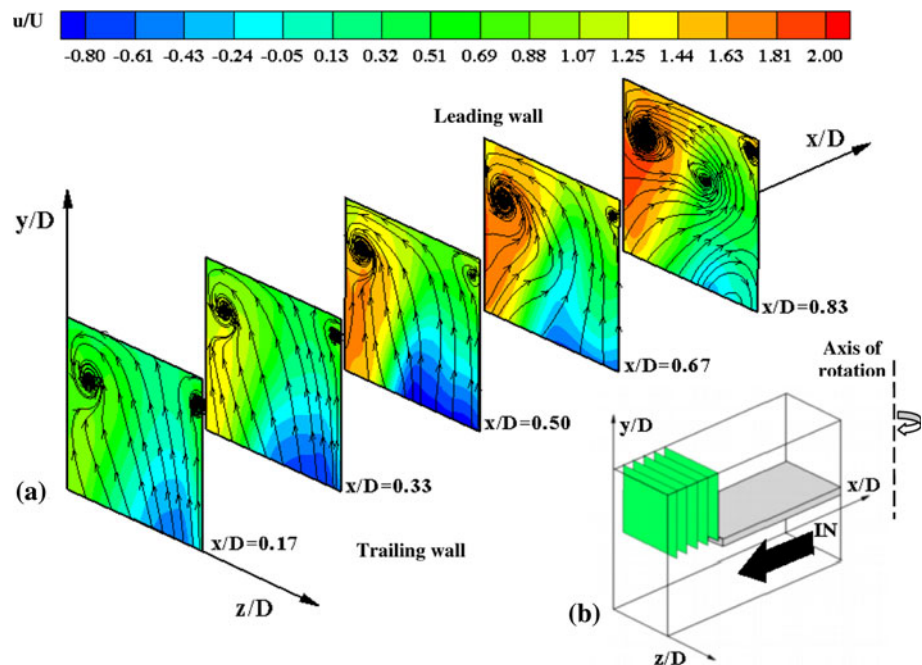 u/U
-0.80 -0.61 -0.43 -0.24 -0.05 0.13 0.32 0.51 0.69 0.88 1.07 1.25 1.44 1.63 1.81 2.00
Leading wall
x/D
y/D
x/D=0.83
x/D=0.67
x/D=0.50
x/D=0.33
x/D=0.17
Axis of
rotation
(a)
Trailing wall
z/D
y/D
x/D
IN
(b)
z/D